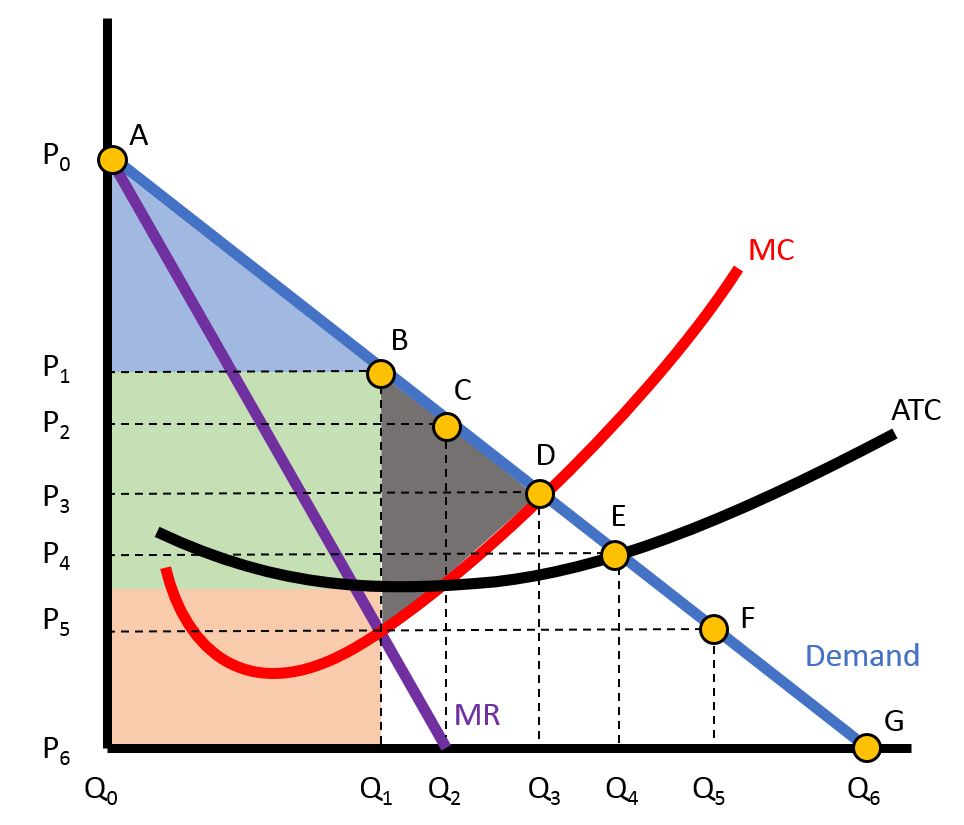 A
P₀
MC
B
P₁
C
ATC
P₂
D
P₃
E
P₄
F
P₅
Demand
MR
G
P₆
Q₀
Q₁
Q₂
Q₃
Q₄
Q₅
Q₆